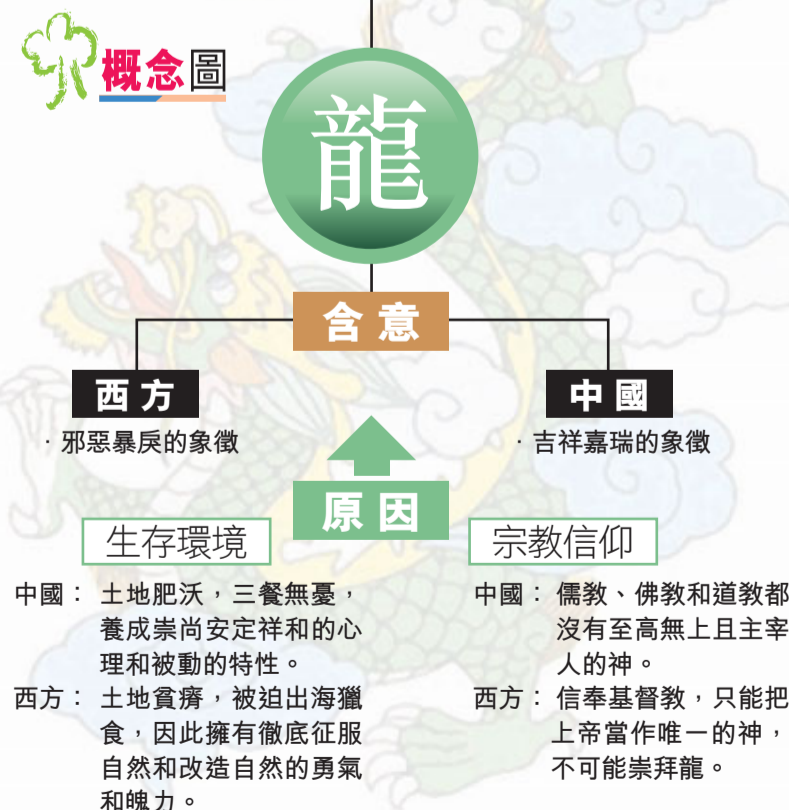 概念圖
龍
含意
西方
·邪惡暴戾的象徵
中國
·吉祥嘉瑞的象徵
原因
生存環境
中國：土地肥沃，三餐無憂，
養成崇尚安定祥和的心
理和被動的特性。
西方：土地貧瘠，被迫出海獵
食，因此擁有徹底征服
自然和改造自然的勇氣
和魄力。
宗教信仰
中國：儒教、佛教和道教都
沒有至高無上且主宰
人的神。
西方：信奉基督教，只能把
上帝當作唯一的神，
不可能崇拜龍。